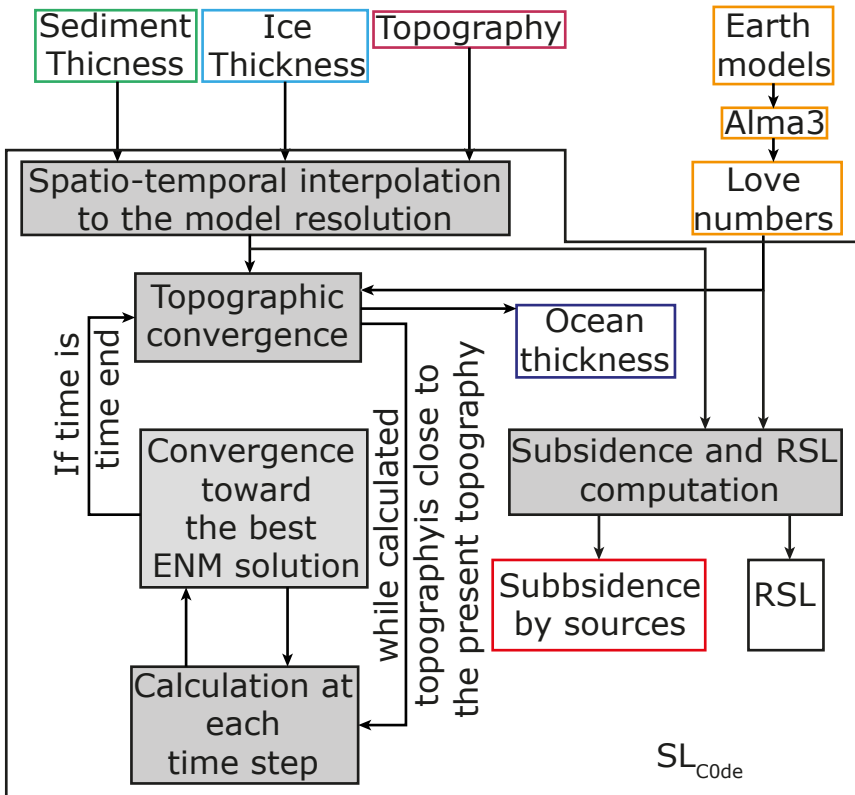 Sediment
Thicness
Ice
Thickness
Topography
Earth
models
Alma3
Love
numbers
Spatio-temporal interpolation
to the model resolution
Topographic
convergence
Ocean
thickness
If time is
time end
while calculated
topographyis close to
the present topography
Convergence
toward
the best
ENM solution
Subsidence and RSL
computation
Subbsidence
by sources
RSL
Calculation at
each
time step
SL_C0de